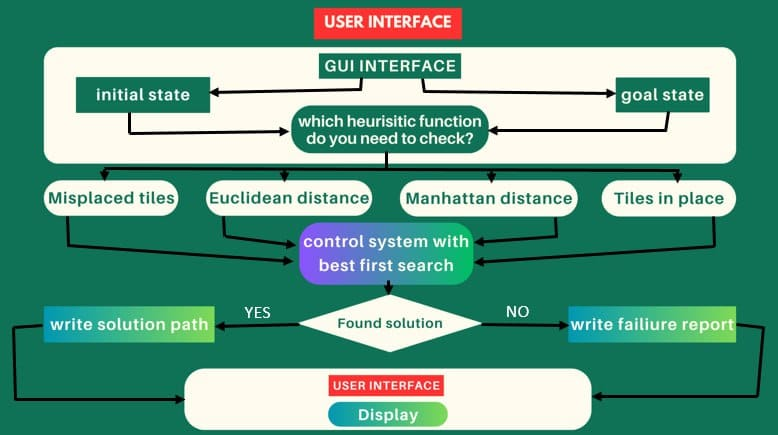 USER INTERFACE
GUI INTERFACE
initial state
goal state
which heurisitic function
do you need to check?
Misplaced tiles
Euclidean distance
Manhattan distance
Tiles in place
control system with
best first search
YES
NO
write solution path
Found solution
write failiure report
USER INTERFACE
Display